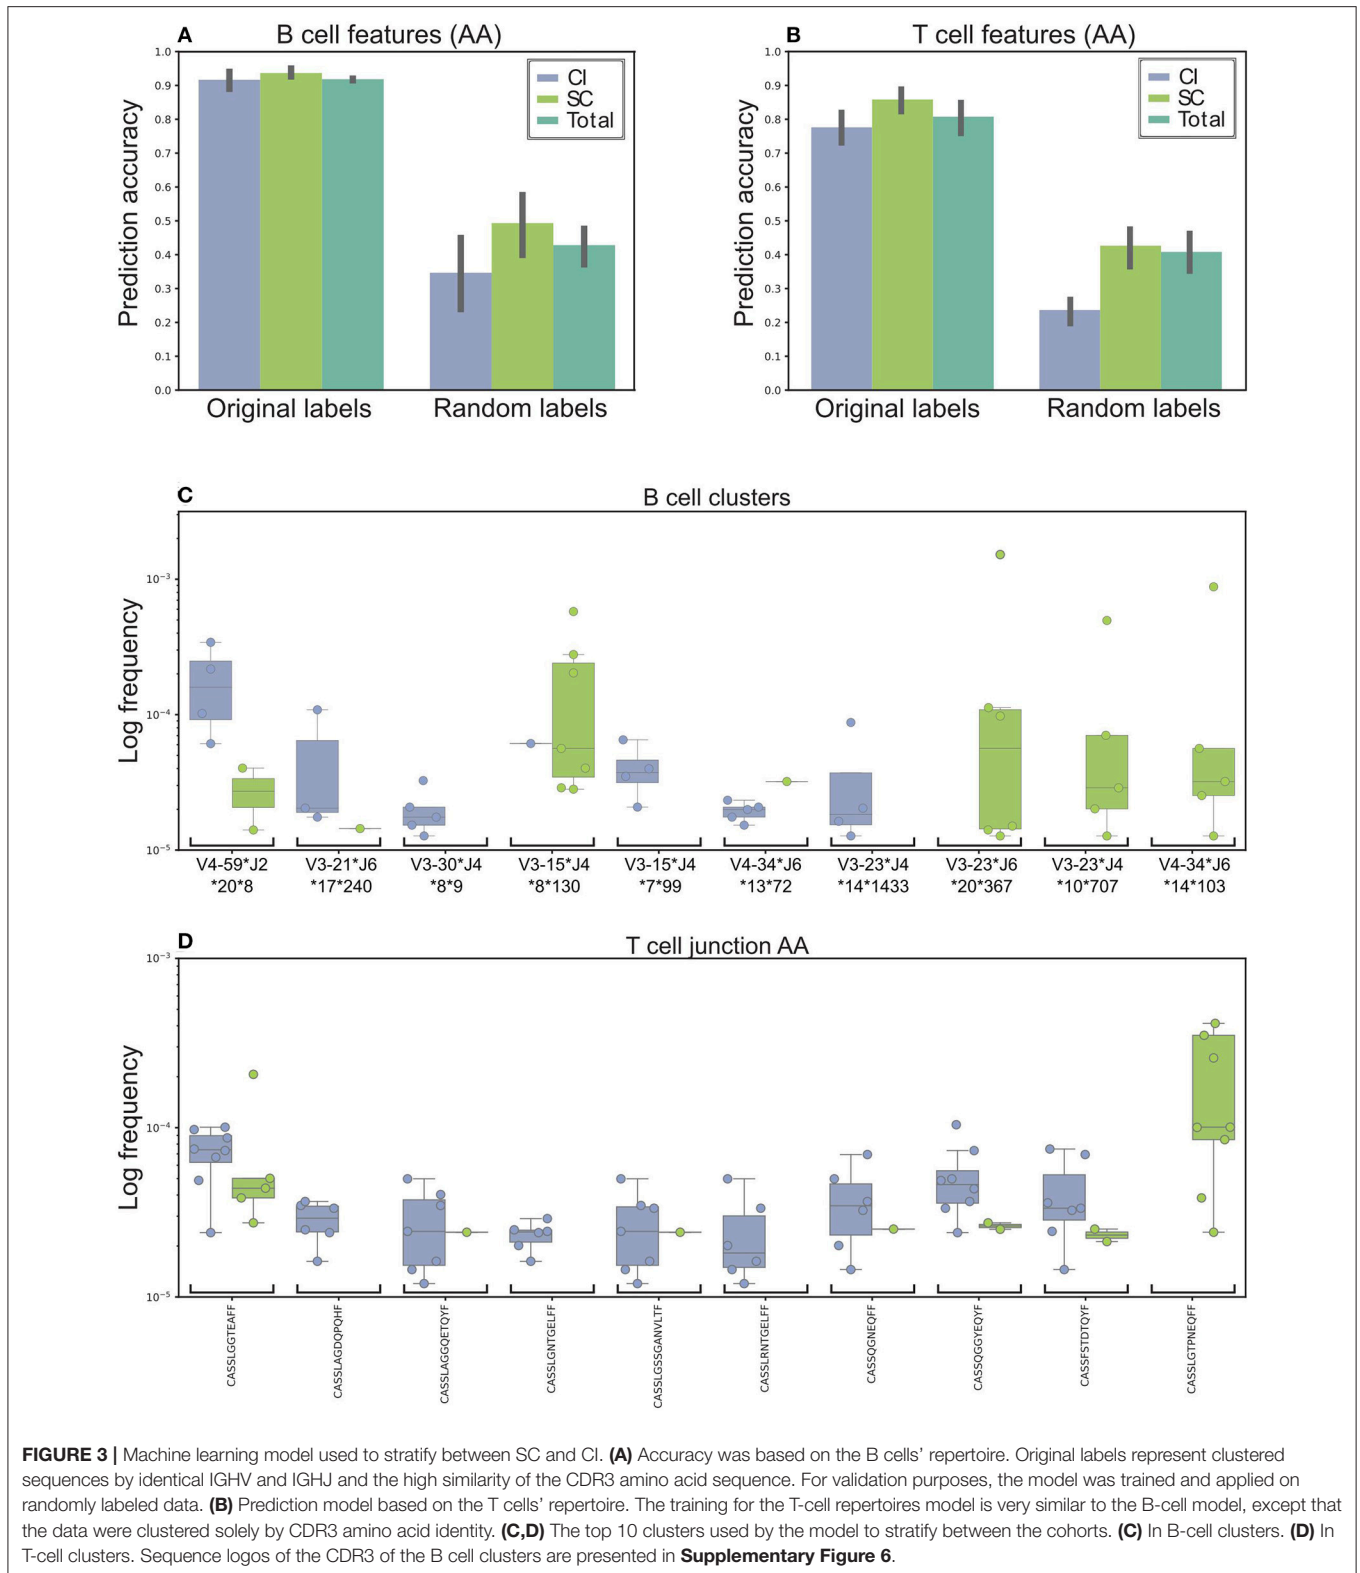 A
B cell features (AA)
Prediction accuracy
1.0
0.9
0.8
0.7
0.6
0.5
0.4
0.3
0.2
0.1
0.0
CI
SC
Total
Original labels
Random labels
B
T cell features (AA)
Prediction accuracy
1.0
0.9
0.8
0.7
0.6
0.5
0.4
0.3
0.2
0.1
0.0
CI
SC
Total
Original labels
Random labels
C
B cell clusters
Log frequency
10⁻³
10⁻⁴
10⁻⁵
V4-59*J2
*20*8
V3-21*J6
*17*240
V3-30*J4
*8*9
V3-15*J4
*8*130
V3-15*J4
*7*99
V4-34*J6
*13*72
V3-23*J4
*14*1433
V3-23*J6
*20*367
V3-23*J4
*10*707
V4-34*J6
*14*103
D
T cell junction AA
Log frequency
10⁻³
10⁻⁴
10⁻⁵
CASSLGGTEAFF
CASSLAGDQPQHF
CASSLAGGQETQYF
CASSLGNTGELFF
CASSLGSSGANVLTF
CASSLRNTGELFF
CASSQGNEQFF
CASSQGGYEQYF
CASSFSTDTQYF
CASSLGTPNEQFF
FIGURE 3 | Machine learning model used to stratify between SC and CI. (A) Accuracy was based on the B cells' repertoire. Original labels represent clustered
sequences by identical IGHV and IGHJ and the high similarity of the CDR3 amino acid sequence. For validation purposes, the model was trained and applied on
randomly labeled data. (B) Prediction model based on the T cells' repertoire. The training for the T-cell repertoires model is very similar to the B-cell model, except that
the data were clustered solely by CDR3 amino acid identity. (C,D) The top 10 clusters used by the model to stratify between the cohorts. (C) In B-cell clusters. (D) In
T-cell clusters. Sequence logos of the CDR3 of the B cell clusters are presented in Supplementary Figure 6.